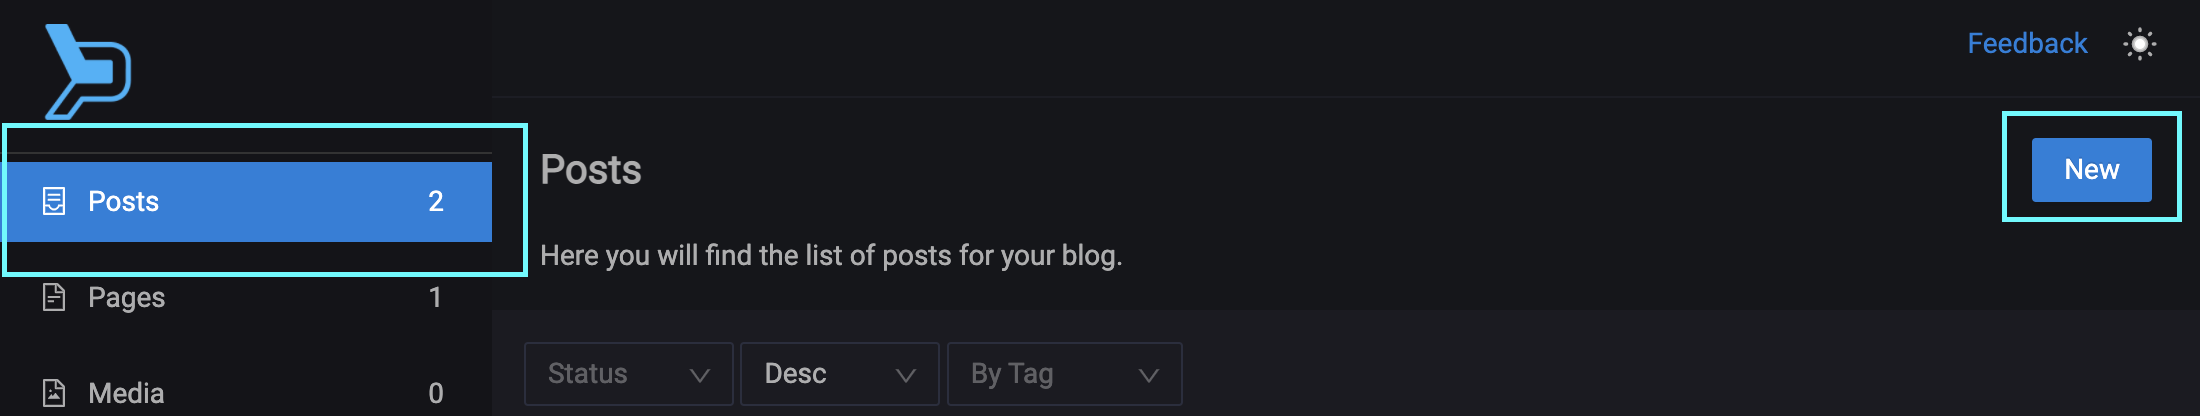 Feedback
Posts 2
Pages 1
Media 0
Posts
New
Here you will find the list of posts for your blog.
Status Desc By Tag